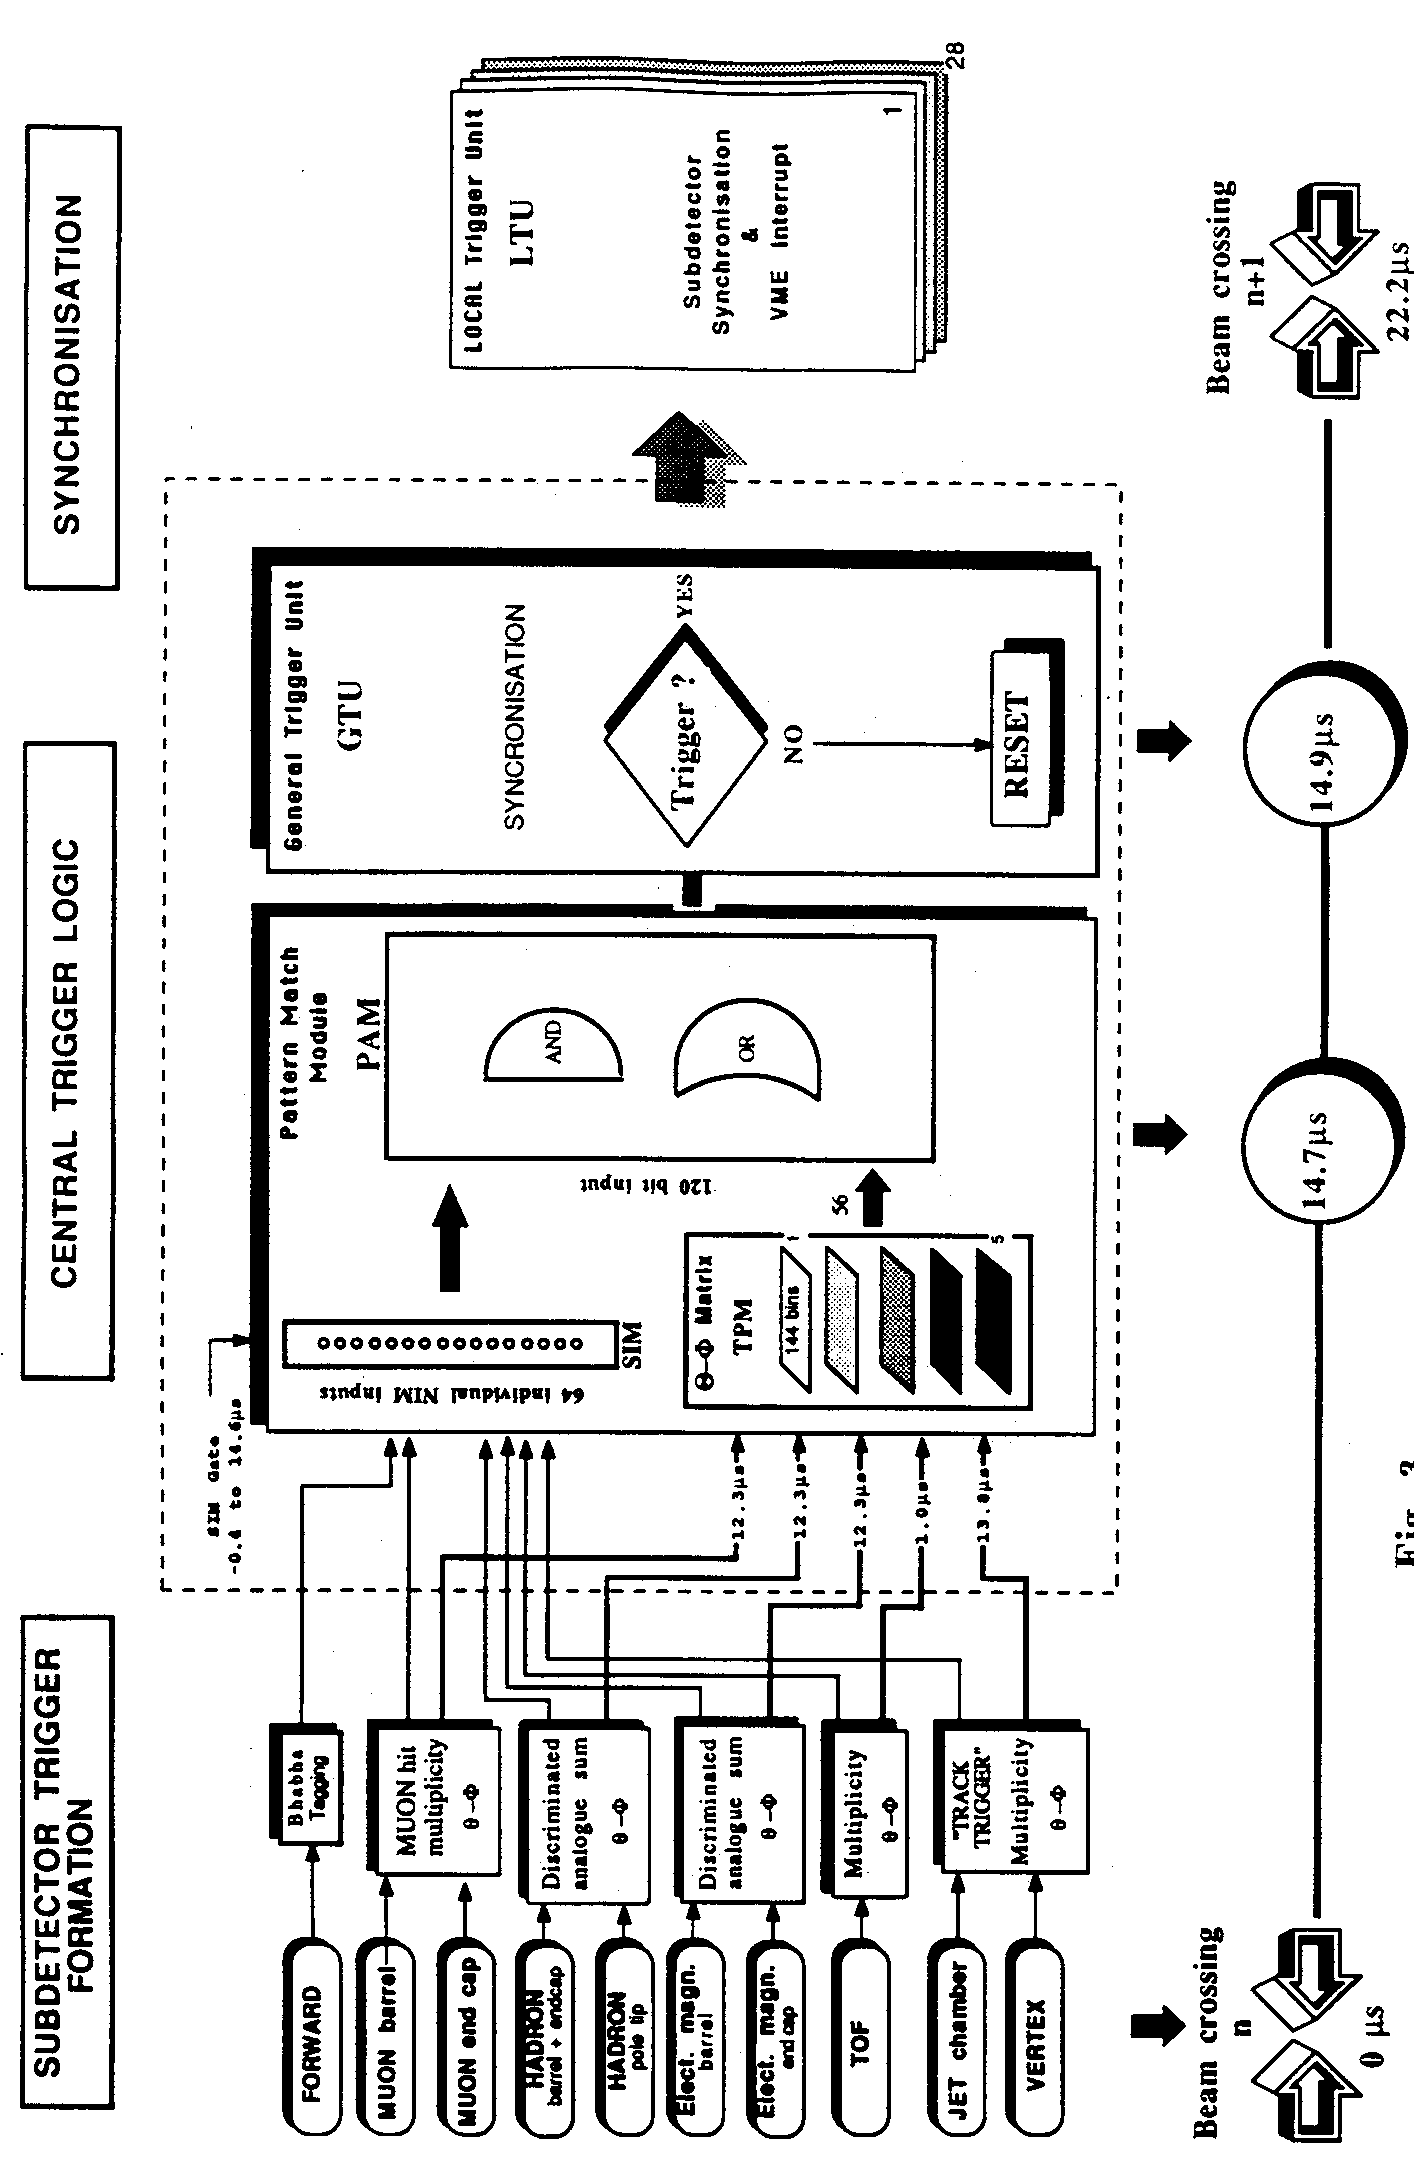 SUBDETECTOR TRIGGER
FORMATION
CENTRAL TRIGGER LOGIC
SYNCHRONISATION
FORWARD
MUON barrel
MUON end cap
HADRON
barrel + endcap
HADRON
pole tip
Elect. magn.
barrel
Elect. magn.
end cap
TOF
JET chamber
VERTEX
Bhabha
Tagging
MUON hit
multiplicity
θ-Φ
Discriminated
analogue sum
θ-Φ
Discriminated
analogue sum
θ-Φ
Multiplicity
θ-Φ
"TRACK
TRIGGER"
Multiplicity
θ-Φ
SIM Gate
-0.4 to 14.6µs
12.3µs
12.3µs
12.3µs
1.0µs
13.8µs
Pattern Match
Module
PAM
64 individual NIM inputs
SIM
Θ-Φ Matrix
TPM
144 bins
1
5
56
120 bit input
AND
OR
General Trigger Unit
GTU
SYNCRONISATION
Trigger ?
YES
NO
RESET
LOCAL Trigger Unit
LTU
Subdetector
Synchronisation
&
VME Interrupt
1
28
Beam crossing
n
0 µs
14.7µs
14.9µs
Beam crossing
n+1
22.2µs
Fig. 3